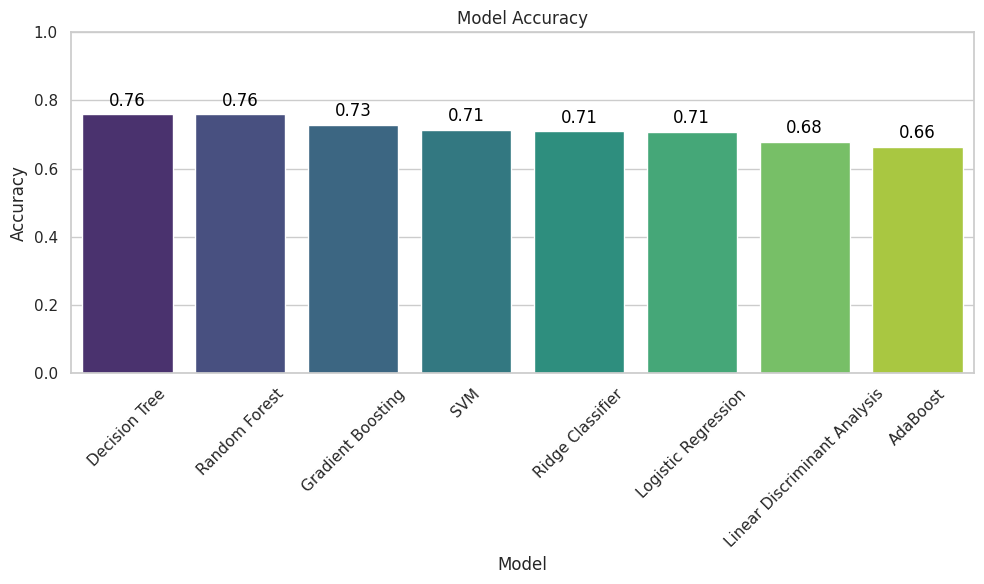 Model Accuracy
1.0
0.8
0.6
0.4
0.2
0.0
Accuracy
0.76
0.76
0.73
0.71
0.71
0.71
0.68
0.66
Decision Tree
Random Forest
Gradient Boosting
SVM
Ridge Classifier
Logistic Regression
Linear Discriminant Analysis
AdaBoost
Model